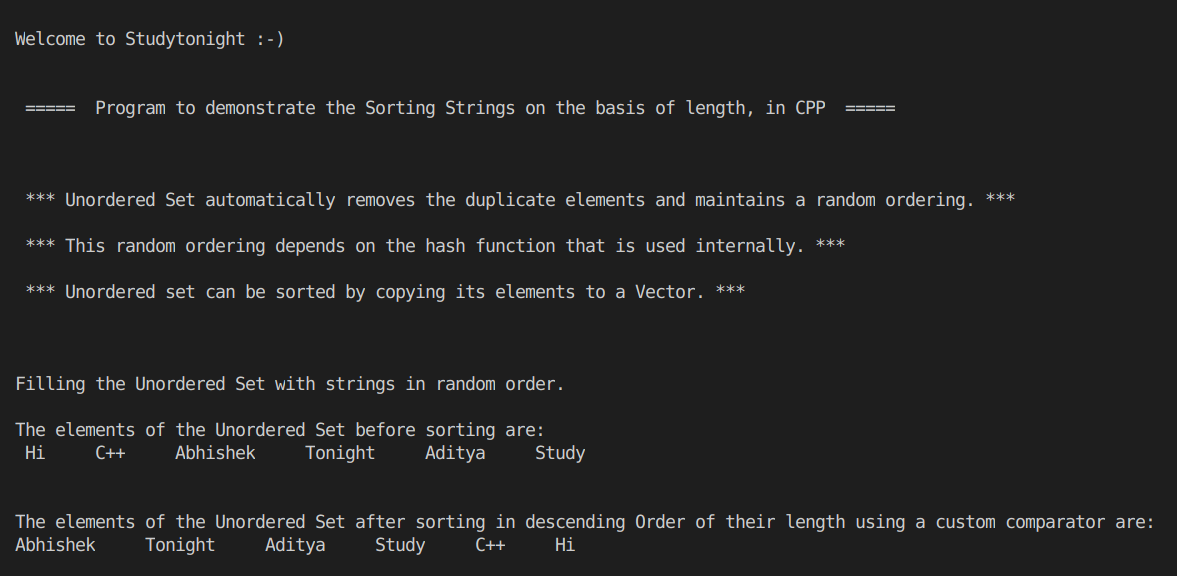 Welcome to Studytonight :-)
===== Program to demonstrate the Sorting Strings on the basis of length, in CPP =====
*** Unordered Set automatically removes the duplicate elements and maintains a random ordering. ***
*** This random ordering depends on the hash function that is used internally. ***
*** Unordered set can be sorted by copying its elements to a Vector. ***
Filling the Unordered Set with strings in random order.
The elements of the Unordered Set before sorting are:
Hi C++ Abhishek Tonight Aditya Study
The elements of the Unordered Set after sorting in descending Order of their length using a custom comparator are:
Abhishek Tonight Aditya Study C++ Hi